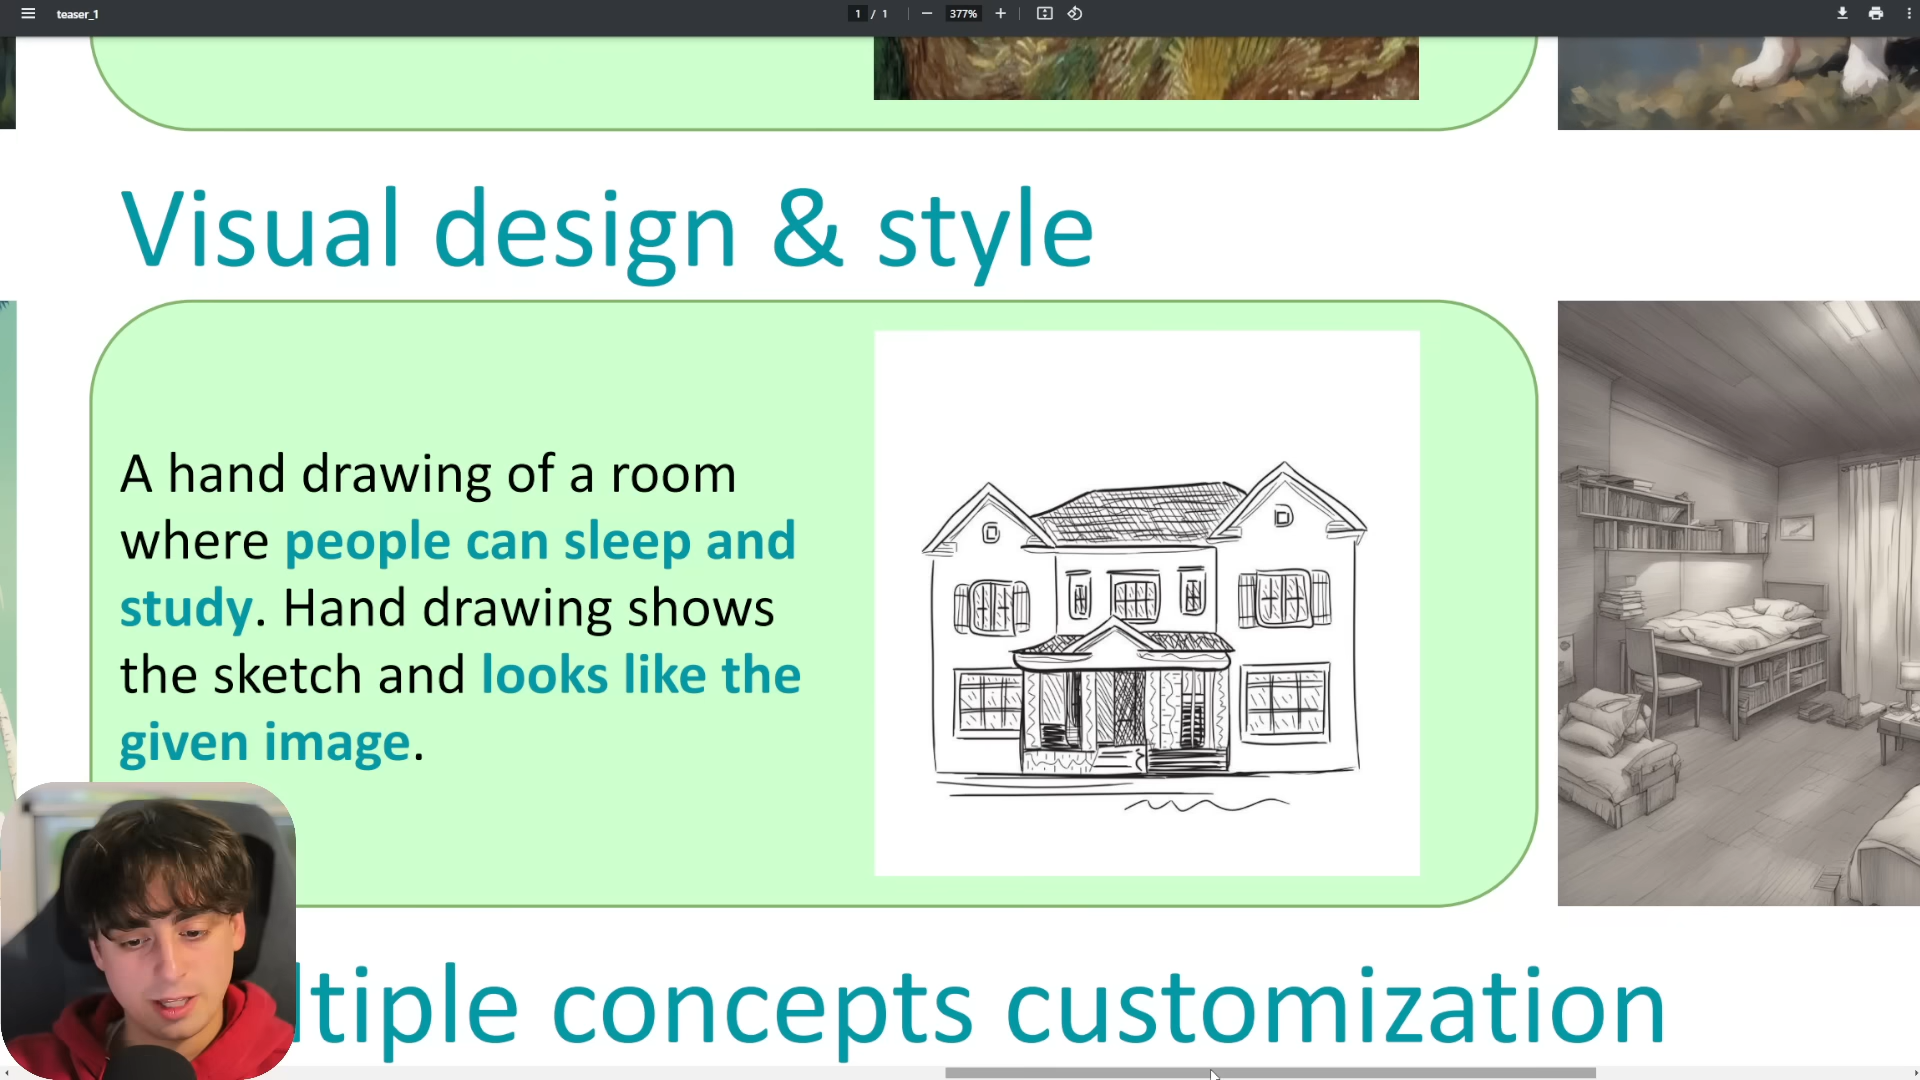 teaser_1
1 / 1
377%
Visual design & style
A hand drawing of a room
where people can sleep and
study. Hand drawing shows
the sketch and looks like the
given image.
tiple concepts customization